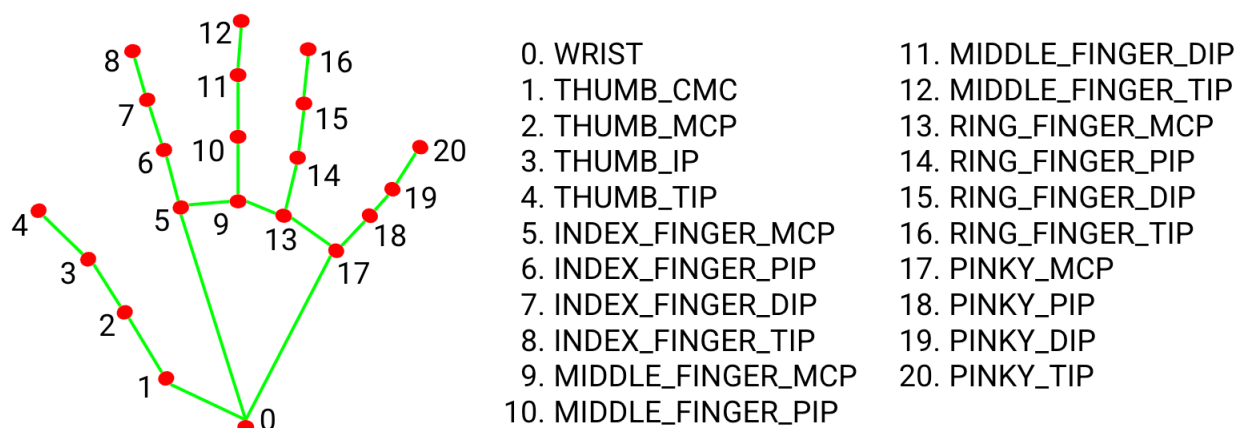 12
8
16
11
7
15
10
6
20
14
19
4
5
9
13
18
3
17
2
1
0
0. WRIST
1. THUMB_CMC
2. THUMB_MCP
3. THUMB_IP
4. THUMB_TIP
5. INDEX_FINGER_MCP
6. INDEX_FINGER_PIP
7. INDEX_FINGER_DIP
8. INDEX_FINGER_TIP
9. MIDDLE_FINGER_MCP
10. MIDDLE_FINGER_PIP
11. MIDDLE_FINGER_DIP
12. MIDDLE_FINGER_TIP
13. RING_FINGER_MCP
14. RING_FINGER_PIP
15. RING_FINGER_DIP
16. RING_FINGER_TIP
17. PINKY_MCP
18. PINKY_PIP
19. PINKY_DIP
20. PINKY_TIP